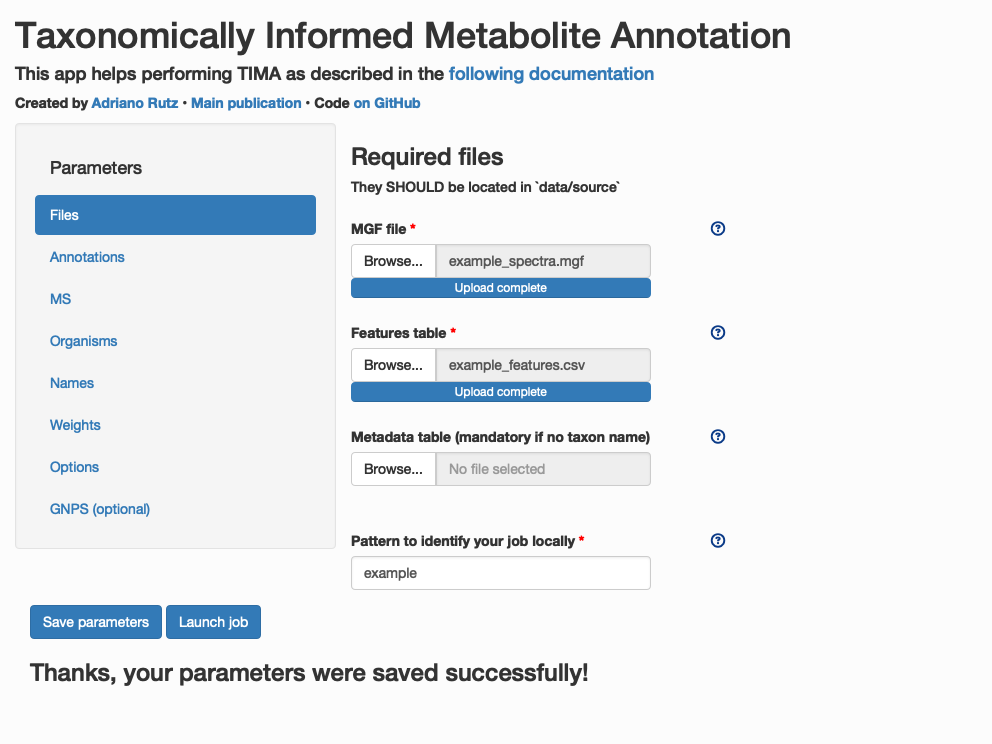 Taxonomically Informed Metabolite Annotation
This app helps performing TIMA as described in the following documentation
Created by Adriano Rutz • Main publication • Code on GitHub
Parameters
Files
Annotations
MS
Organisms
Names
Weights
Options
GNPS (optional)
Required files
They SHOULD be located in `data/source`
MGF file *
Browse... example_spectra.mgf
Upload complete
Features table *
Browse... example_features.csv
Upload complete
Metadata table (mandatory if no taxon name)
Browse... No file selected
Pattern to identify your job locally *
example
Save parameters Launch job
Thanks, your parameters were saved successfully!